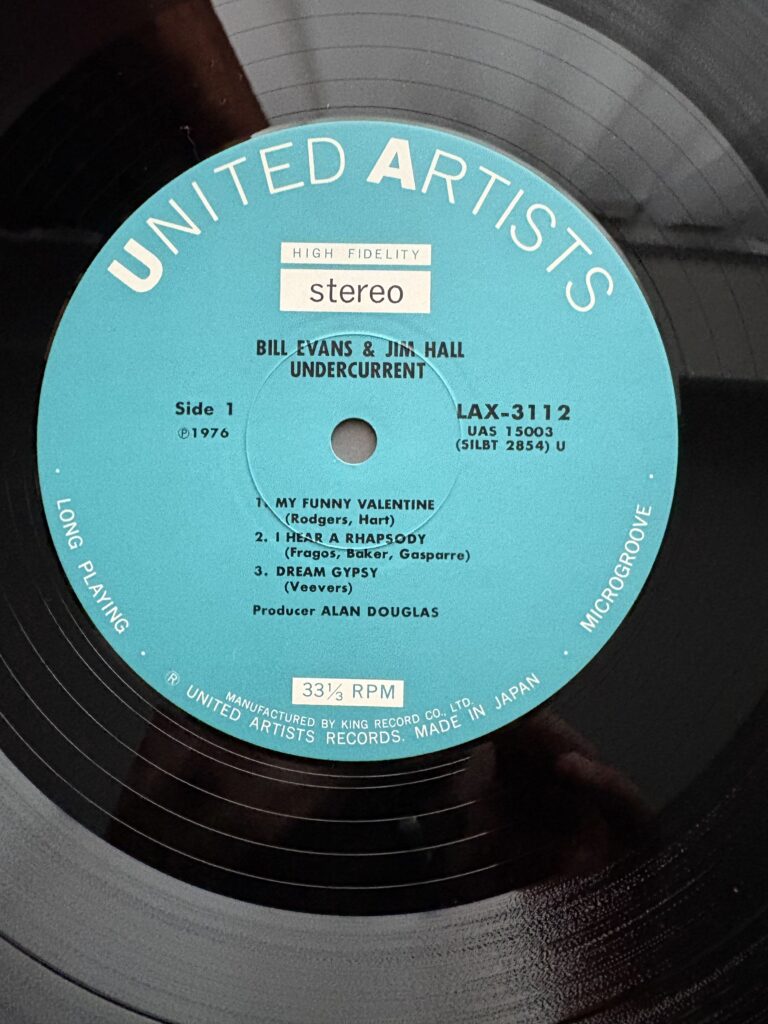 UNITED ARTISTS
HIGH FIDELITY
stereo
BILL EVANS & JIM HALL
UNDERCURRENT
Side 1
℗1976
LAX-3112
UAS 15003
(SILBT 2854) U
1. MY FUNNY VALENTINE
(Rodgers, Hart)
2. I HEAR A RHAPSODY
(Fragos, Baker, Gasparre)
3. DREAM GYPSY
(Veevers)
Producer ALAN DOUGLAS
LONG PLAYING
MICROGROOVE
33⅓ RPM
MANUFACTURED BY KING RECORD CO., LTD.
® UNITED ARTISTS RECORDS. MADE IN JAPAN